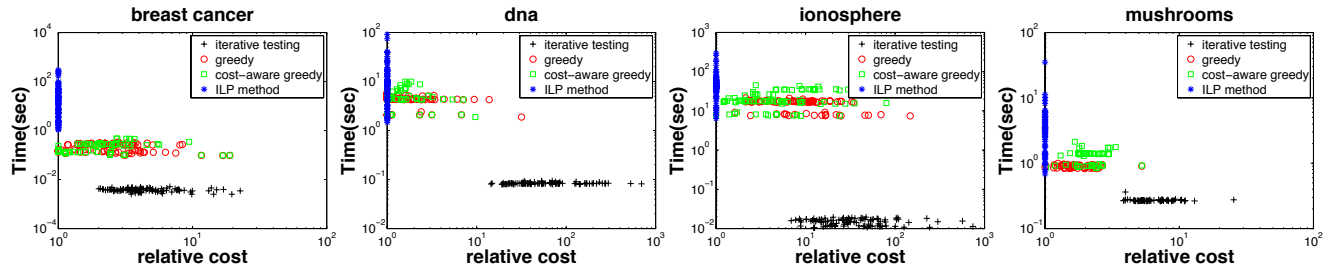 breast cancer
Time(sec)
10^4
10^2
10^0
10^−2
10^−4
10^0
10^1
10^2
relative cost
iterative testing
greedy
cost−aware greedy
ILP method
dna
Time(sec)
10^2
10^1
10^0
10^−1
10^−2
10^0
10^1
10^2
10^3
relative cost
iterative testing
greedy
cost−aware greedy
ILP method
ionosphere
Time(sec)
10^3
10^2
10^1
10^0
10^−1
10^−2
10^0
10^1
10^2
10^3
relative cost
iterative testing
greedy
cost−aware greedy
ILP method
mushrooms
Time(sec)
10^2
10^1
10^0
10^−1
10^0
10^1
10^2
relative cost
iterative testing
greedy
cost−aware greedy
ILP method